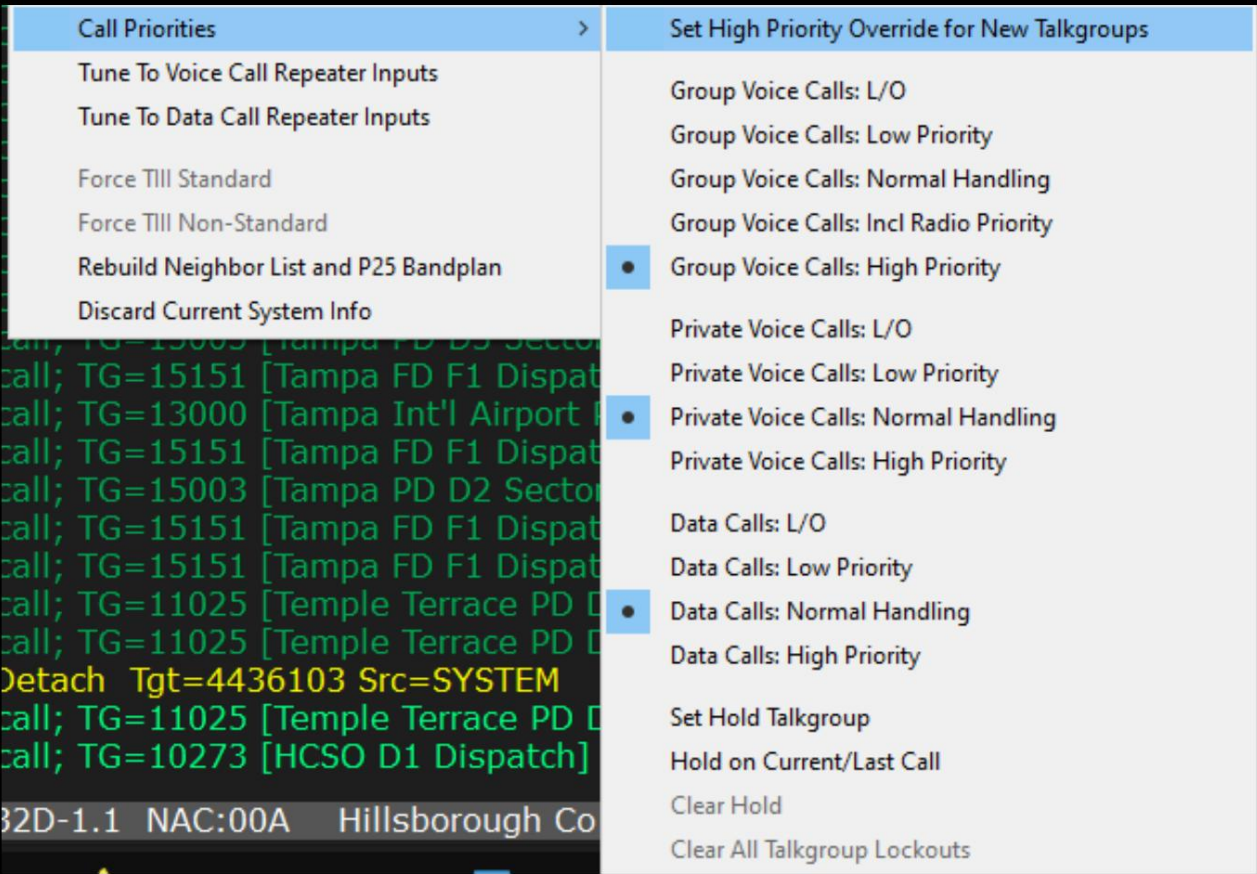 Call Priorities
Tune To Voice Call Repeater Inputs
Tune To Data Call Repeater Inputs
Force TIII Standard
Force TIII Non-Standard
Rebuild Neighbor List and P25 Bandplan
Discard Current System Info
Set High Priority Override for New Talkgroups
Group Voice Calls: L/O
Group Voice Calls: Low Priority
Group Voice Calls: Normal Handling
Group Voice Calls: Incl Radio Priority
Group Voice Calls: High Priority
Private Voice Calls: L/O
Private Voice Calls: Low Priority
Private Voice Calls: Normal Handling
Private Voice Calls: High Priority
Data Calls: L/O
Data Calls: Low Priority
Data Calls: Normal Handling
Data Calls: High Priority
Set Hold Talkgroup
Hold on Current/Last Call
Clear Hold
Clear All Talkgroup Lockouts
call; [Tampa PD
call; TG=15151 [Tampa FD F1 Dispat
call; TG=13000 [Tampa Int'l Airport
call; TG=15151 [Tampa FD F1 Dispat
call; TG=15003 [Tampa PD D2 Sector
call; TG=15151 [Tampa FD F1 Dispat
call; TG=15151 [Tampa FD F1 Dispat
call; TG=11025 [Temple Terrace PD D
call; TG=11025 [Temple Terrace PD D
Detach Tgt=4436103 Src=SYSTEM
call; TG=11025 [Temple Terrace PD D
call; TG=10273 [HCSO D1 Dispatch]
32D-1.1 NAC:00A Hillsborough Co